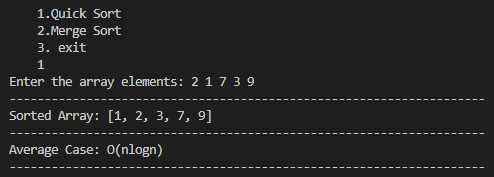 1.Quick Sort
2.Merge Sort
3. exit
1
Enter the array elements: 2 1 7 3 9
--------------------------------------------------------------------
Sorted Array: [1, 2, 3, 7, 9]
--------------------------------------------------------------------
Average Case: O(nlogn)
--------------------------------------------------------------------